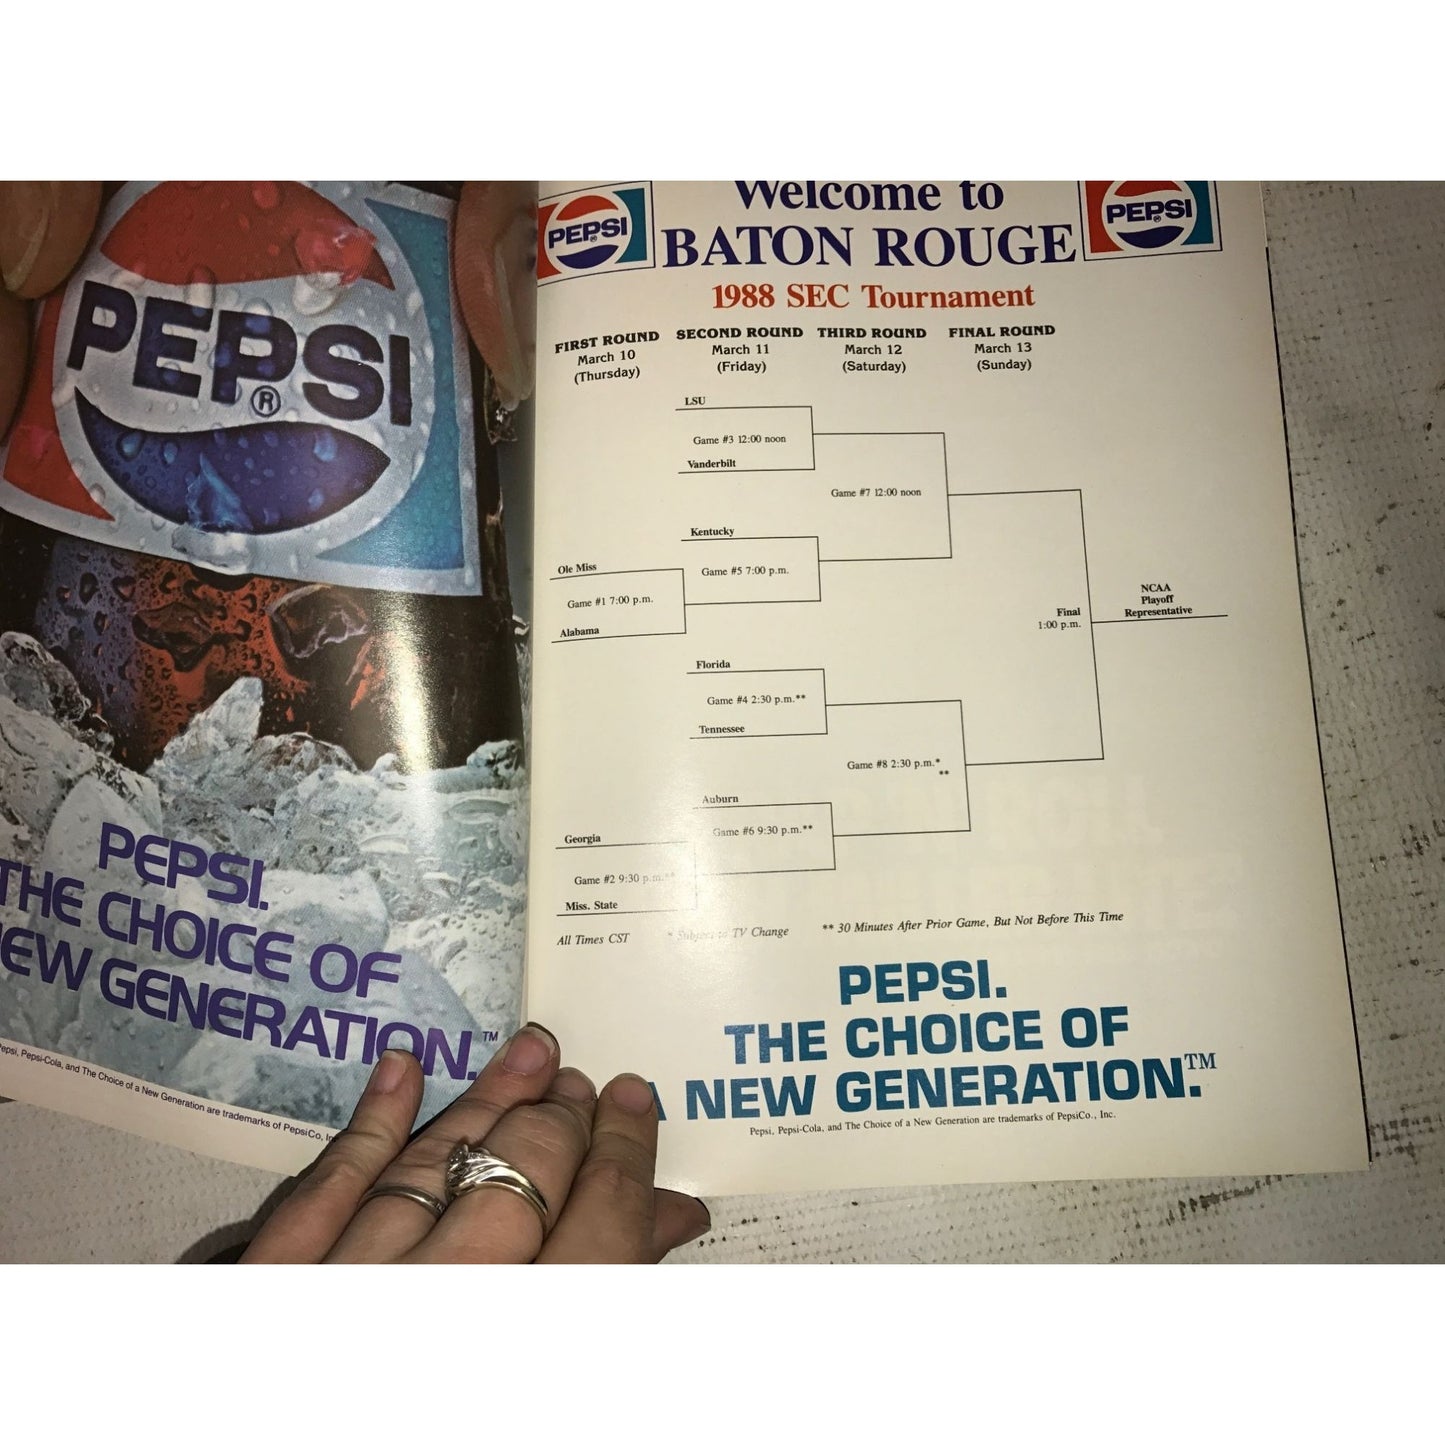 PEPSI
®
PEPSI.
THE CHOICE OF
NEW GENERATION.™
Pepsi, Pepsi-Cola, and The Choice of a New Generation are trademarks of PepsiCo,
PEPSI
®
Welcome to
BATON ROUGE
PEPSI
®
1988 SEC Tournament
FIRST ROUND
March 10
(Thursday)
SECOND ROUND
March 11
(Friday)
THIRD ROUND
March 12
(Saturday)
FINAL ROUND
March 13
(Sunday)
LSU
Game #3 12:00 noon
Vanderbilt
Game #7 12:00 noon
Kentucky
Ole Miss
Game #5 7:00 p.m.
Game #1 7:00 p.m.
Alabama
NCAA
Playoff
Representative
Final
1:00 p.m.
Florida
Game #4 2:30 p.m.**
Tennessee
Game #8 2:30 p.m.*
**
Auburn
Game #6 9:30 p.m.**
Georgia
Game #2 9:30 p.m.**
Miss. State
All Times CST
* Subject to TV Change
** 30 Minutes After Prior Game, But Not Before This Time
PEPSI.
THE CHOICE OF
A NEW GENERATION.™
Pepsi, Pepsi-Cola, and The Choice of a New Generation are trademarks of PepsiCo., Inc.